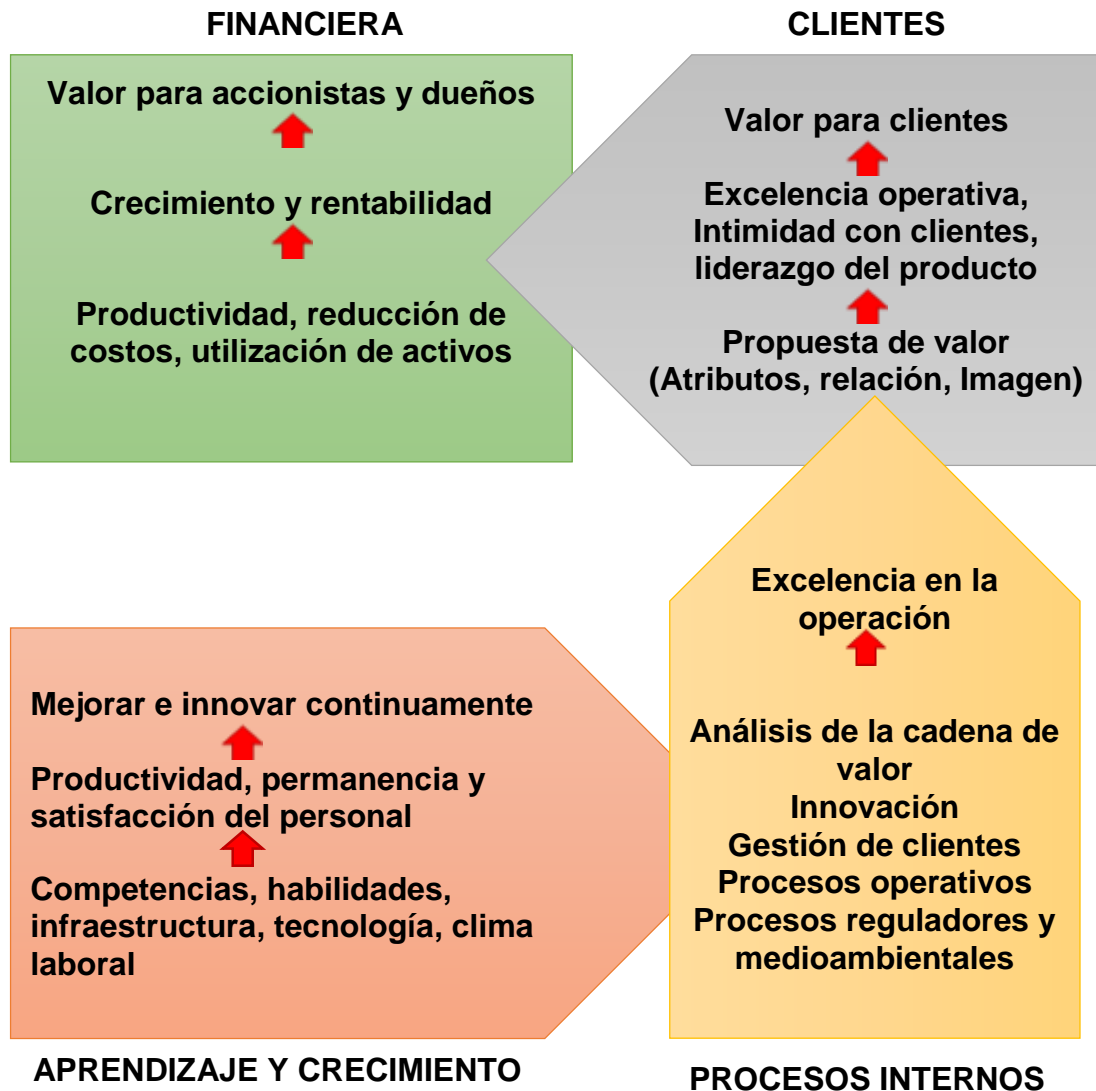 FINANCIERA
Valor para accionistas y dueños
Crecimiento y rentabilidad
Productividad, reducción de
costos, utilización de activos
CLIENTES
Valor para clientes
Excelencia operativa,
Intimidad con clientes,
liderazgo del producto
Propuesta de valor
(Atributos, relación, Imagen)
Mejorar e innovar continuamente
Productividad, permanencia y
satisfacción del personal
Competencias, habilidades,
infraestructura, tecnología, clima
laboral
APRENDIZAJE Y CRECIMIENTO
Excelencia en la
operación
Análisis de la cadena de
valor
Innovación
Gestión de clientes
Procesos operativos
Procesos reguladores y
medioambientales
PROCESOS INTERNOS